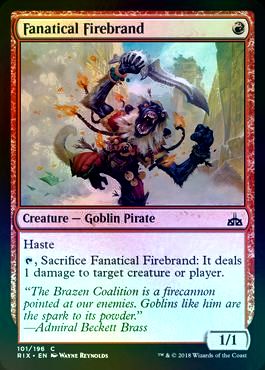 Fanatical Firebrand
Creature — Goblin Pirate
Haste
, Sacrifice Fanatical Firebrand: It deals
1 damage to target creature or player.
"The Brazen Coalition is a firecannon
pointed at our enemies. Goblins like him are
the spark to its powder."
—Admiral Beckett Brass
1/1
101/196 C
RIX • EN Wayne Reynolds
™ & © 2018 Wizards of the Coast